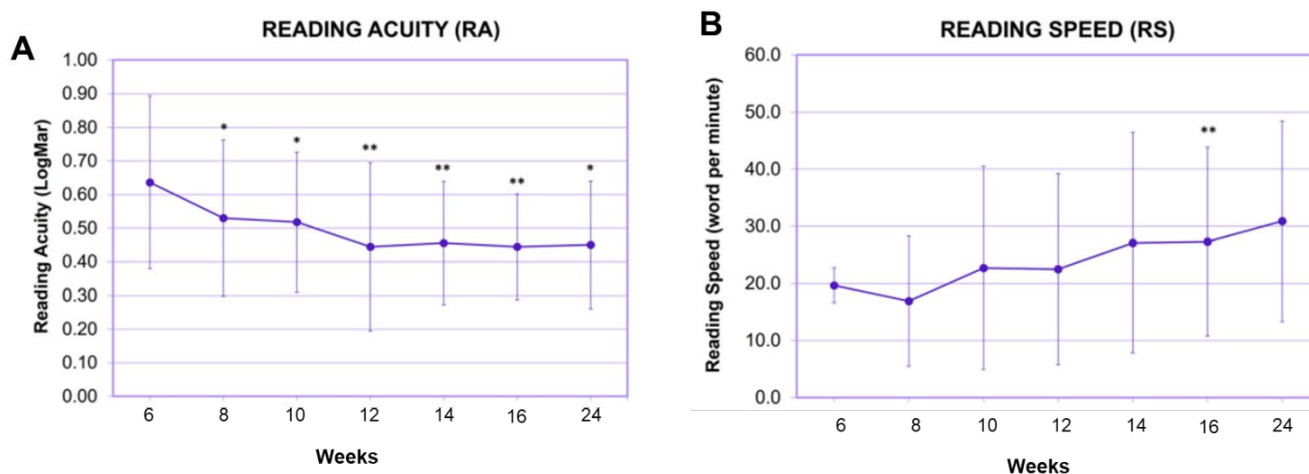 A
READING ACUITY (RA)
Reading Acuity (LogMar)
1.00
0.90
0.80
0.70
0.60
0.50
0.40
0.30
0.20
0.10
0.00
*
*
**
**
**
*
6 8 10 12 14 16 24
Weeks
B
READING SPEED (RS)
Reading Speed (word per minute)
60.0
50.0
40.0
30.0
20.0
10.0
0.0
**
6 8 10 12 14 16 24
Weeks